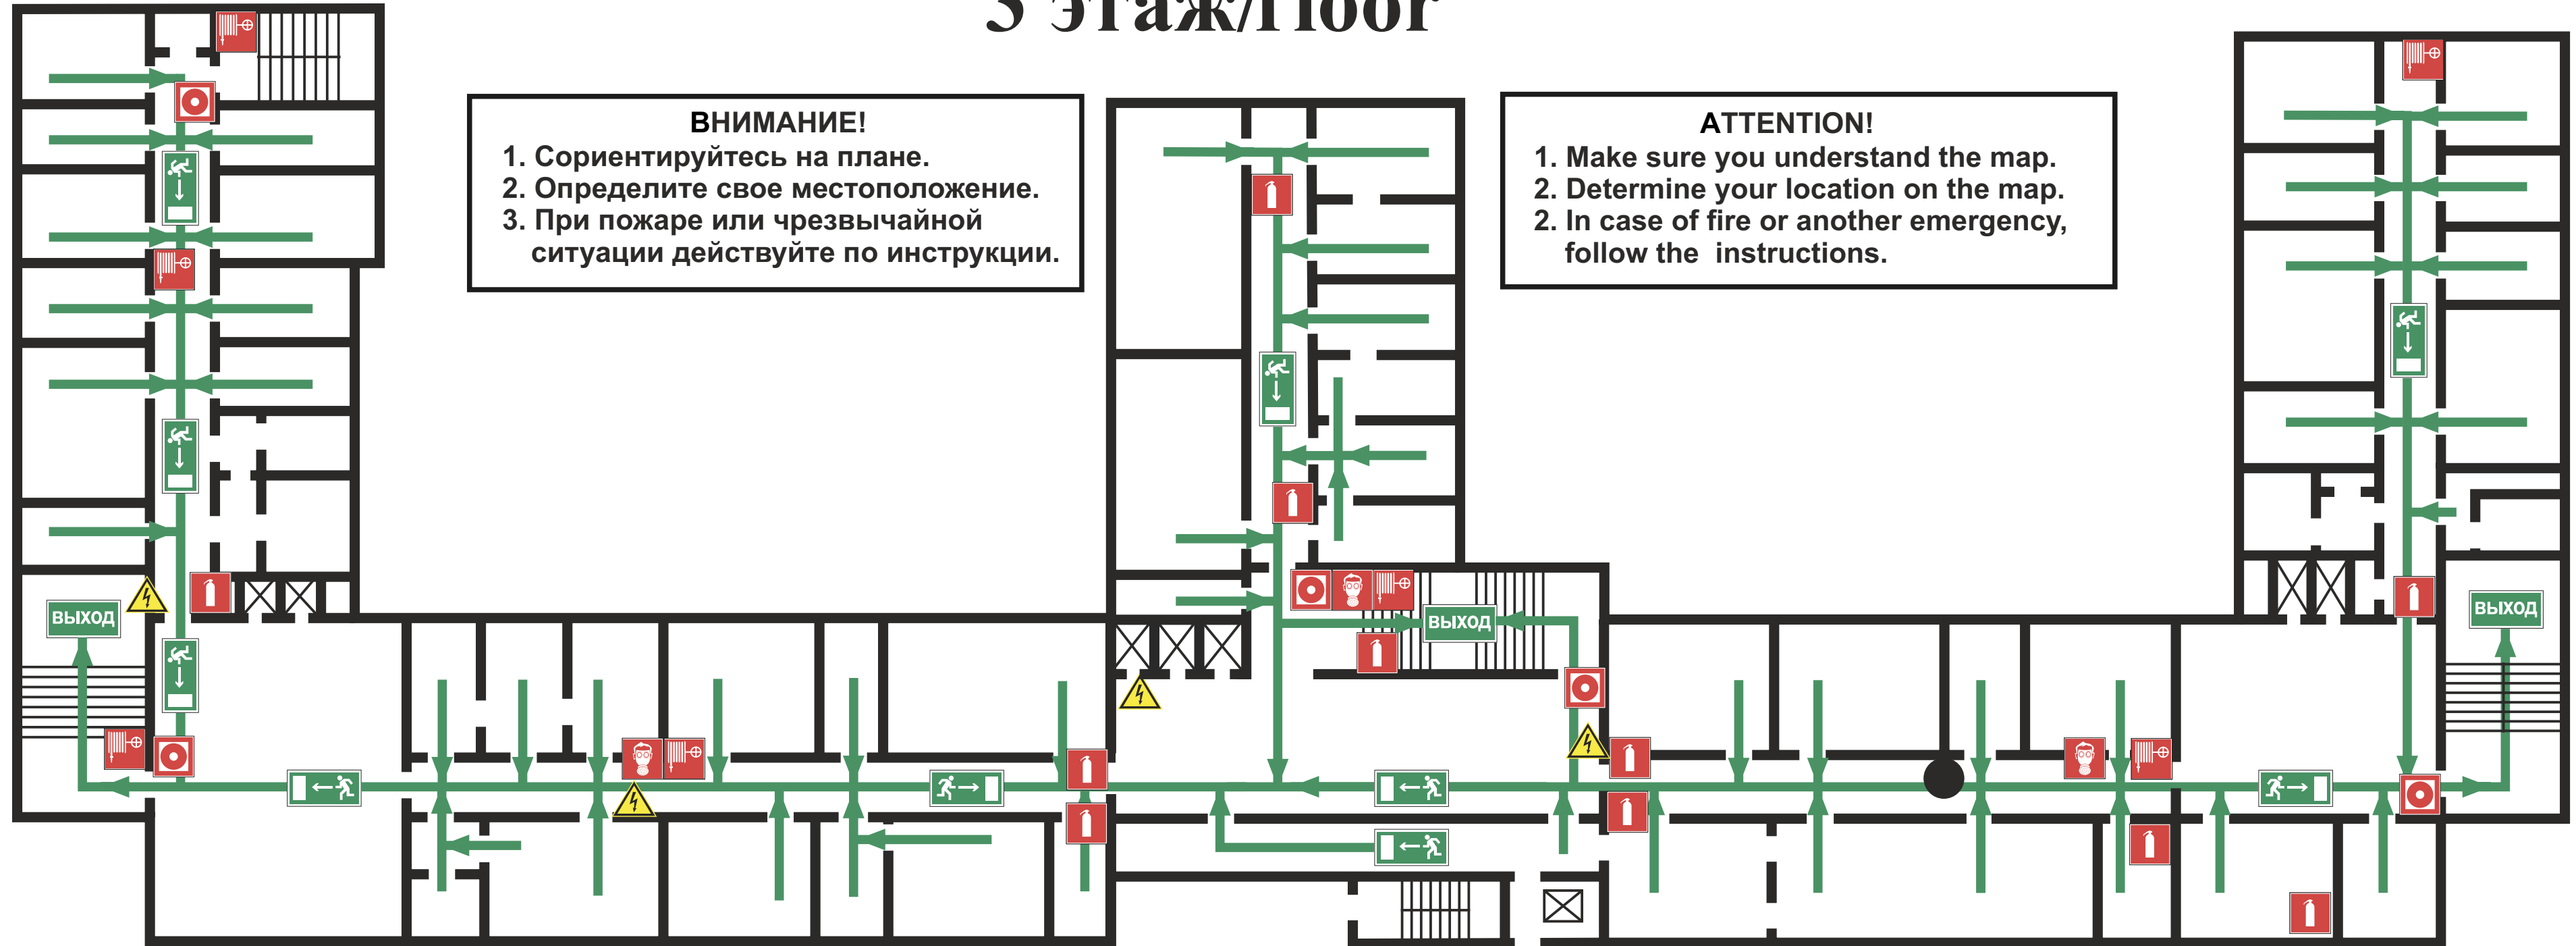 этаж/Floor
ВНИМАНИЕ!
1. Сориентируйтесь на плане.
2. Определите свое местоположение.
3. При пожаре или чрезвычайной
ситуации действуйте по инструкции.
ATTENTION!
1. Make sure you understand the map.
2. Determine your location on the map.
2. In case of fire or another emergency,
follow the instructions.
ВЫХОД
ВЫХОД
ВЫХОД